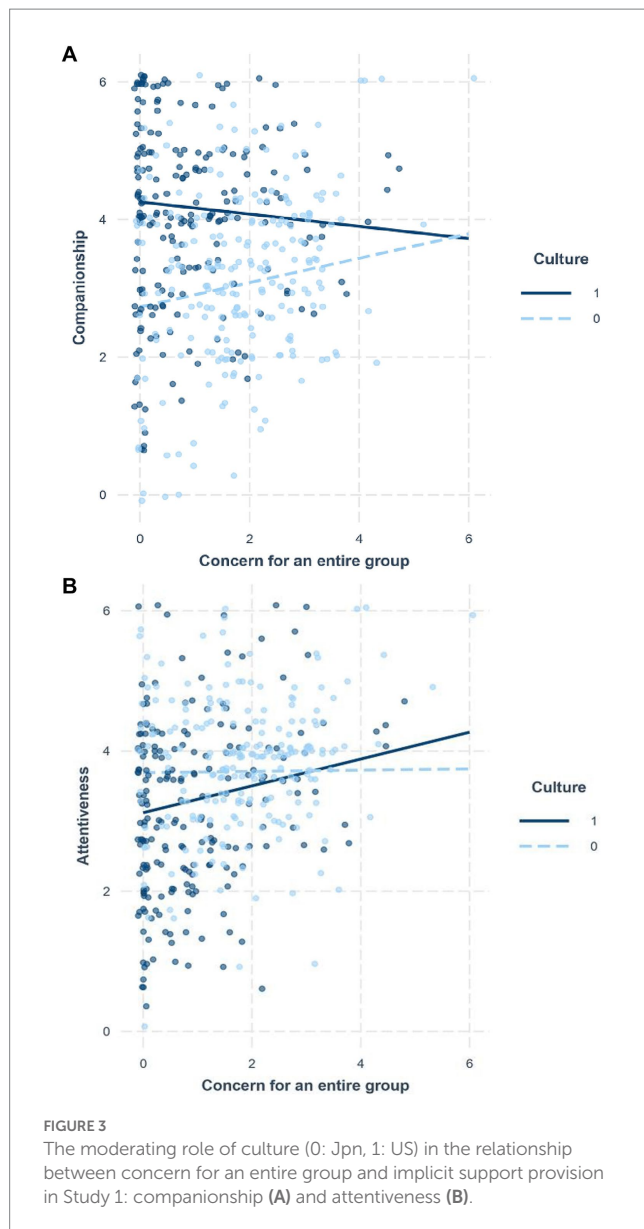 A
6
4
2
0
Companionship
0
2
4
6
Concern for an entire group
Culture
1
0
B
6
4
2
0
Attentiveness
0
2
4
6
Concern for an entire group
Culture
1
0
FIGURE 3
The moderating role of culture (0: Jpn, 1: US) in the relationship
between concern for an entire group and implicit support provision
in Study 1: companionship (A) and attentiveness (B).